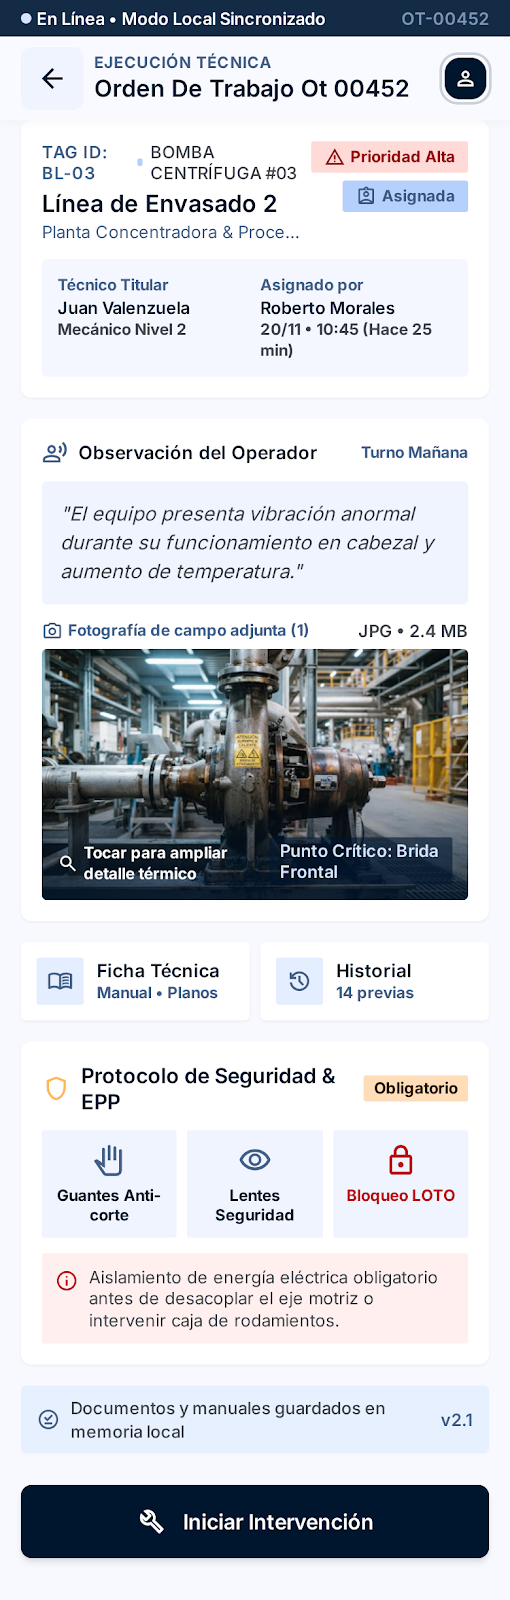 En Línea • Modo Local Sincronizado
OT-00452
EJECUCIÓN TÉCNICA
Orden De Trabajo Ot 00452
TAG ID:
BL-03
BOMBA
CENTRÍFUGA #03
Prioridad Alta
Asignada
Línea de Envasado 2
Planta Concentradora & Proce...
Técnico Titular
Juan Valenzuela
Mecánico Nivel 2
Asignado por
Roberto Morales
20/11 • 10:45 (Hace 25
min)
Observación del Operador
Turno Mañana
"El equipo presenta vibración anormal
durante su funcionamiento en cabezal y
aumento de temperatura."
Fotografía de campo adjunta (1)
JPG • 2.4 MB
Tocar para ampliar
detalle térmico
Punto Crítico: Brida
Frontal
Ficha Técnica
Manual • Planos
Historial
14 previas
Protocolo de Seguridad &
EPP
Obligatorio
Guantes Anti-
corte
Lentes
Seguridad
Bloqueo LOTO
Aislamiento de energía eléctrica obligatorio
antes de desacoplar el eje motriz o
intervenir caja de rodamientos.
Documentos y manuales guardados en
memoria local
v2.1
Iniciar Intervención